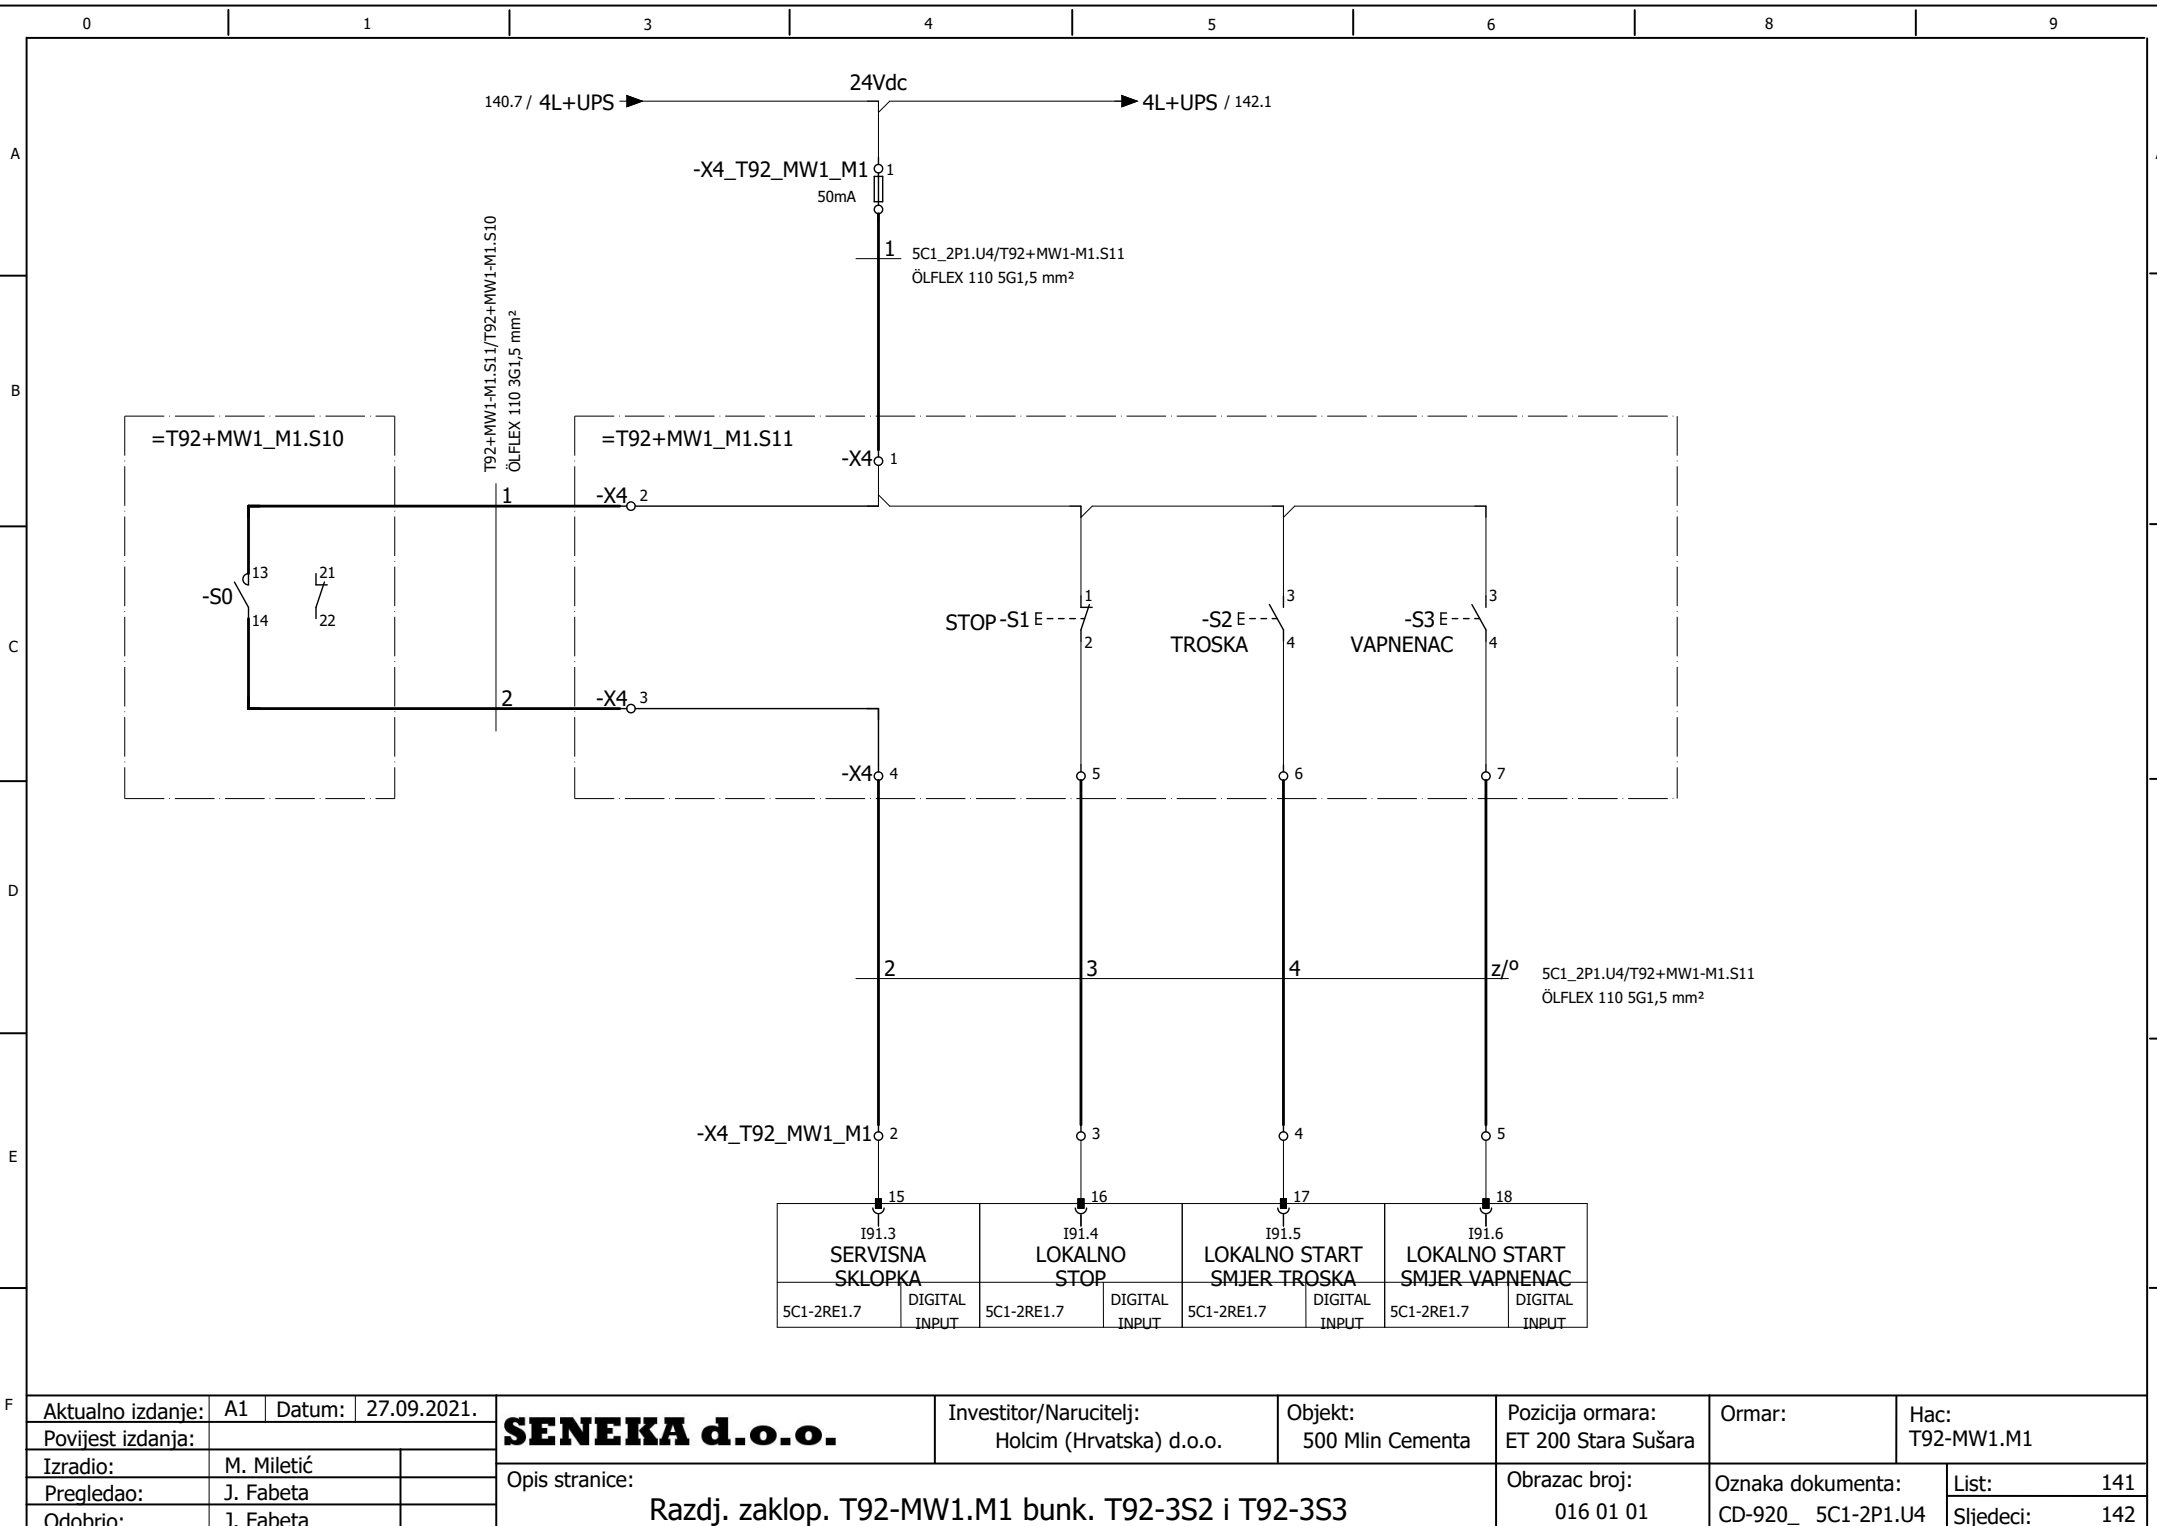 0 1 3 4 5 6 8 9
24Vdc
140.7 / 4L+UPS
4L+UPS / 142.1
A
-X4_T92_MW1_M1 1
50mA
1 5C1_2P1.U4/T92+MW1-M1.S11
ÖLFLEX 110 5G1,5 mm²
T92+MW1-M1.S11/T92+MW1-M1.S10
ÖLFLEX 110 3G1,5 mm²
B
=T92+MW1_M1.S10
=T92+MW1_M1.S11
-X4 1
1 -X4 2
13 21
-S0
14 22
1 3 3
STOP -S1 E -S2 E -S3 E
TROSKA VAPNENAC
2 4 4
C
2 -X4 3
-X4 4 5 6 7
D
2 3 4 z/º 5C1_2P1.U4/T92+MW1-M1.S11
ÖLFLEX 110 5G1,5 mm²
-X4_T92_MW1_M1 2 3 4 5
E
15 16 17 18
I91.3 I91.4 I91.5 I91.6
SERVISNA LOKALNO LOKALNO START LOKALNO START
SKLOPKA STOP SMJER TROSKA SMJER VAPNENAC
5C1-2RE1.7 DIGITAL INPUT 5C1-2RE1.7 DIGITAL INPUT 5C1-2RE1.7 DIGITAL INPUT 5C1-2RE1.7 DIGITAL INPUT
F
Aktualno izdanje: A1 Datum: 27.09.2021.
Povijest izdanja:
Izradio: M. Miletić
Pregledao: J. Fabeta
Odobrio: J. Fabeta
SENEKA d.o.o.
Investitor/Narucitelj:
Holcim (Hrvatska) d.o.o.
Objekt:
500 Mlin Cementa
Pozicija ormara:
ET 200 Stara Sušara
Ormar:
Hac:
T92-MW1.M1
Opis stranice:
Razdj. zaklop. T92-MW1.M1 bunk. T92-3S2 i T92-3S3
Obrazac broj:
016 01 01
Oznaka dokumenta:
CD-920_ 5C1-2P1.U4
List: 141
Sljedeci: 142